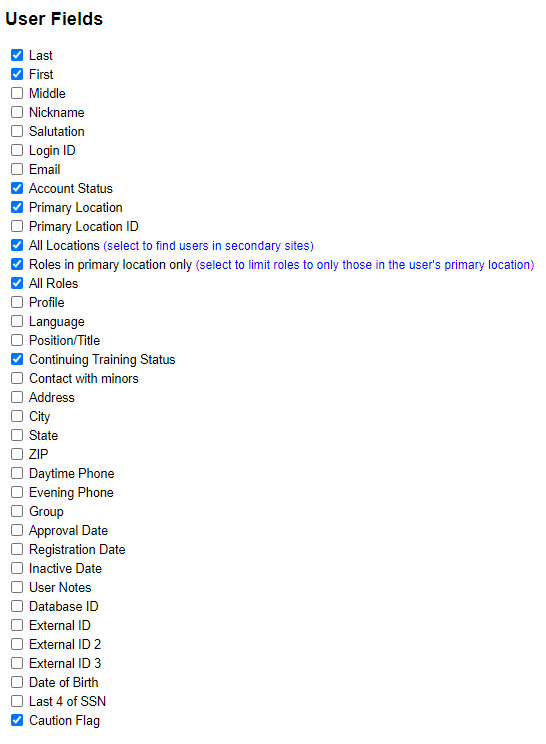 User Fields
Last
First
Middle
Nickname
Salutation
Login ID
Email
Account Status
Primary Location
Primary Location ID
All Locations (select to find users in secondary sites)
Roles in primary location only (select to limit roles to only those in the user's primary location)
All Roles
Profile
Language
Position/Title
Continuing Training Status
Contact with minors
Address
City
State
ZIP
Daytime Phone
Evening Phone
Group
Approval Date
Registration Date
Inactive Date
User Notes
Database ID
External ID
External ID 2
External ID 3
Date of Birth
Last 4 of SSN
Caution Flag